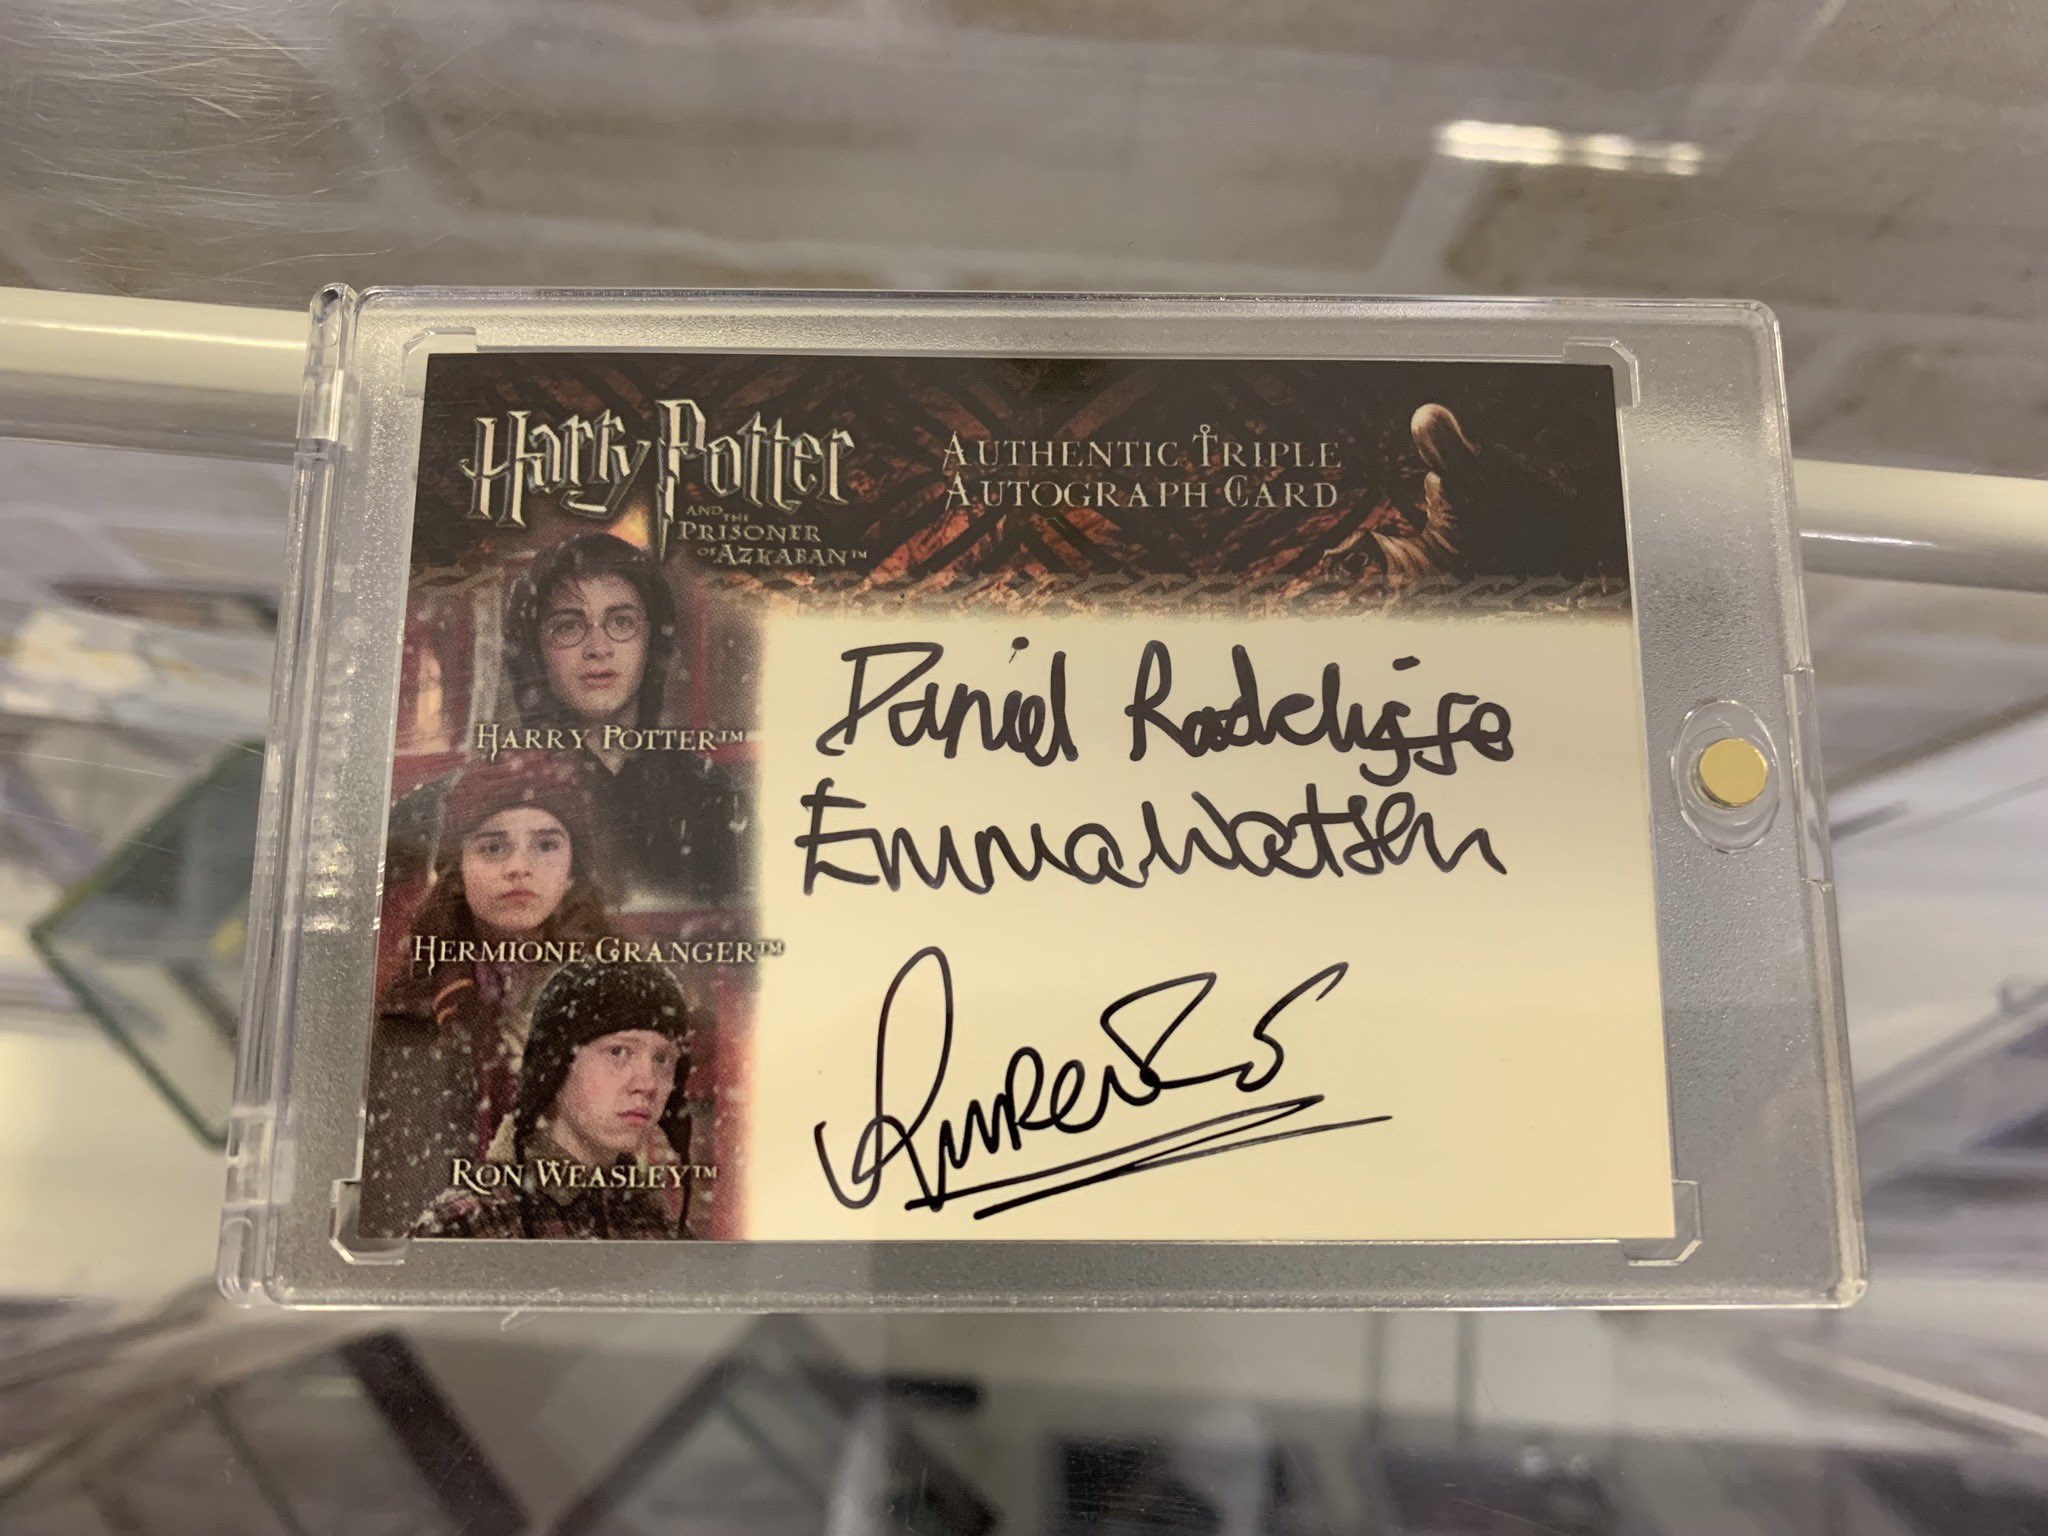 Harry Potter
AND THE
PRISONER
OF AZKABAN™
AUTHENTIC TRIPLE
AUTOGRAPH CARD
HARRY POTTER™
HERMIONE GRANGER™
RON WEASLEY™
Daniel Radcliffe
Emma Watson